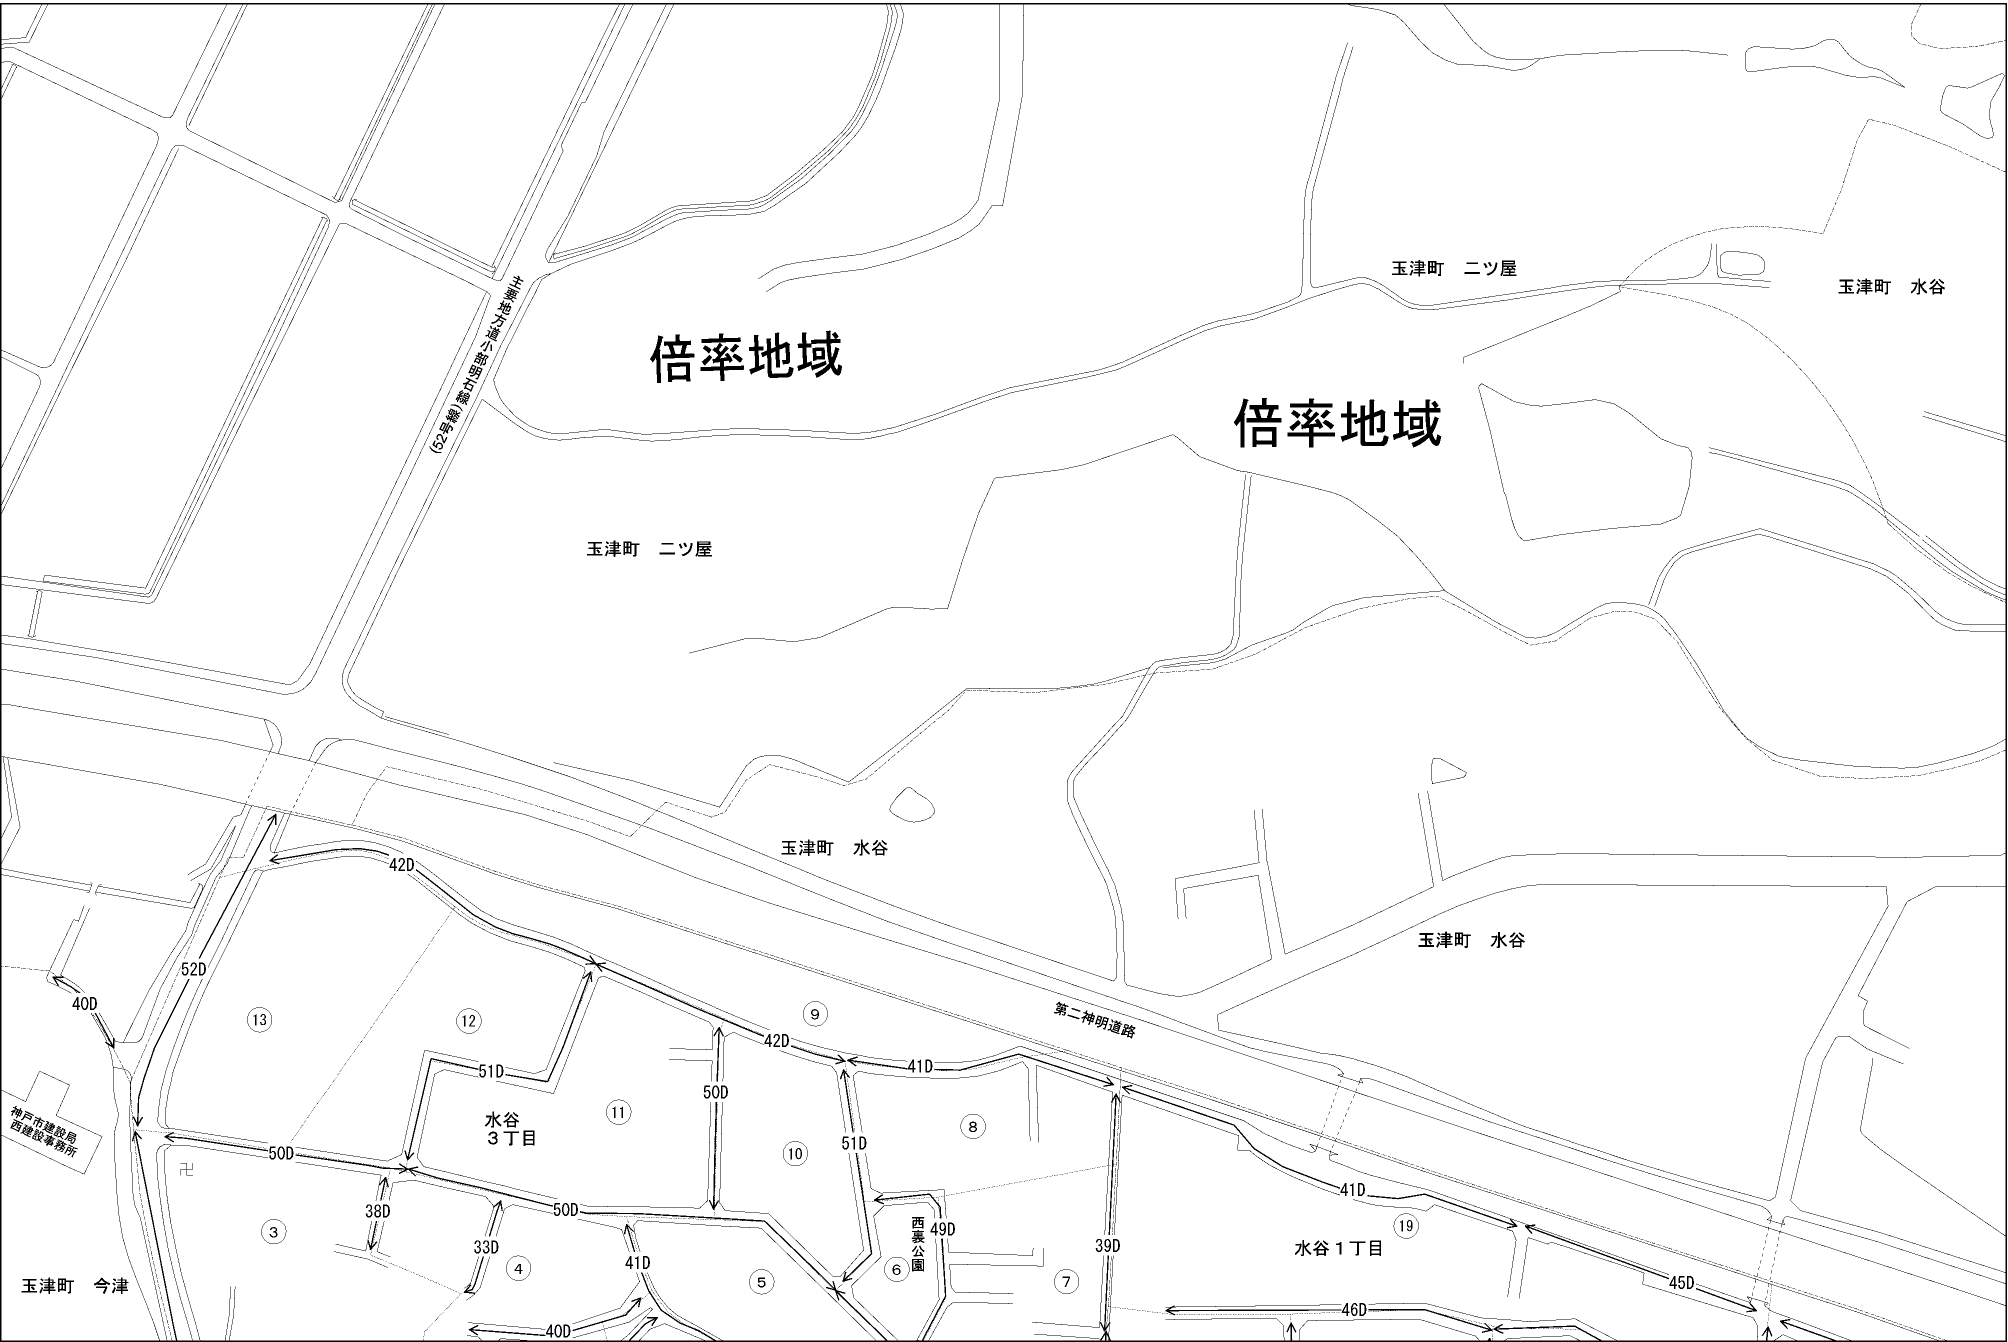 玉津町　二ツ屋
玉津町　水谷
主要地方道小部明石線
(52号線)
倍率地域
倍率地域
玉津町　二ツ屋
玉津町　水谷
玉津町　水谷
第二神明道路
42D
52D
40D
13
12
9
42D
41D
51D
50D
水谷
３丁目
11
10
51D
8
神戸市建設局
西建設事務所
50D
卍
38D
50D
33D
3
4
41D
5
西裏公園
49D
6
39D
7
41D
19
水谷１丁目
45D
46D
40D
玉津町　今津